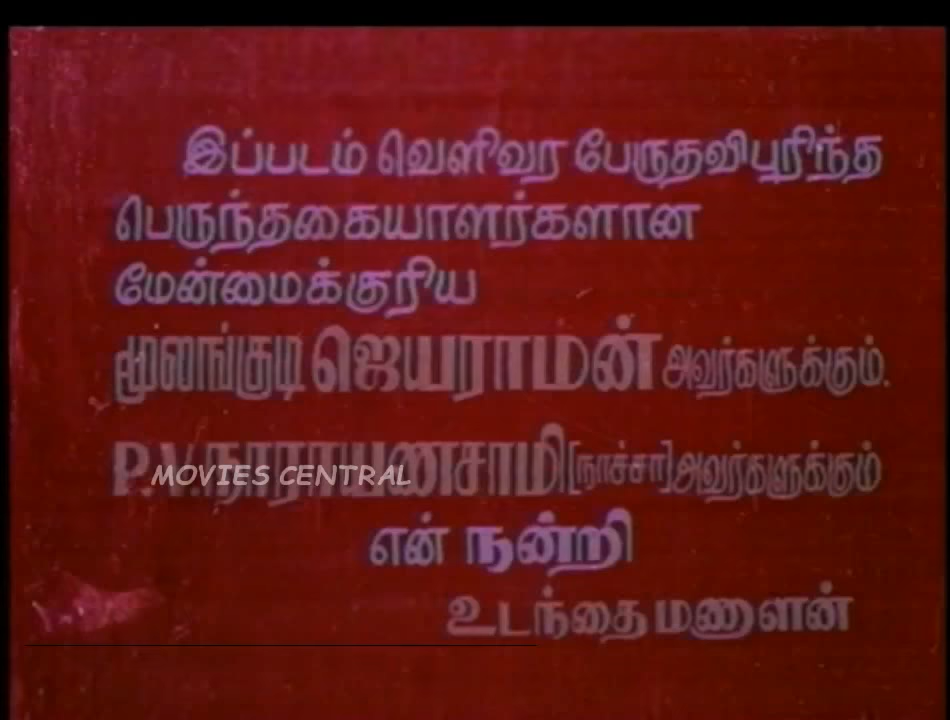 இப்படம் வெளிவர பேருதவிபுரிந்த
பெருந்தகையாளர்களான
மேன்மைக்குரிய
மூலங்குடி ஜெயராமன் அவர்களுக்கும்.
P.V.நாராயணசாமி [நாச்சா] அவர்களுக்கும்
MOVIES CENTRAL
என் நன்றி
உடந்தை மணாளன்